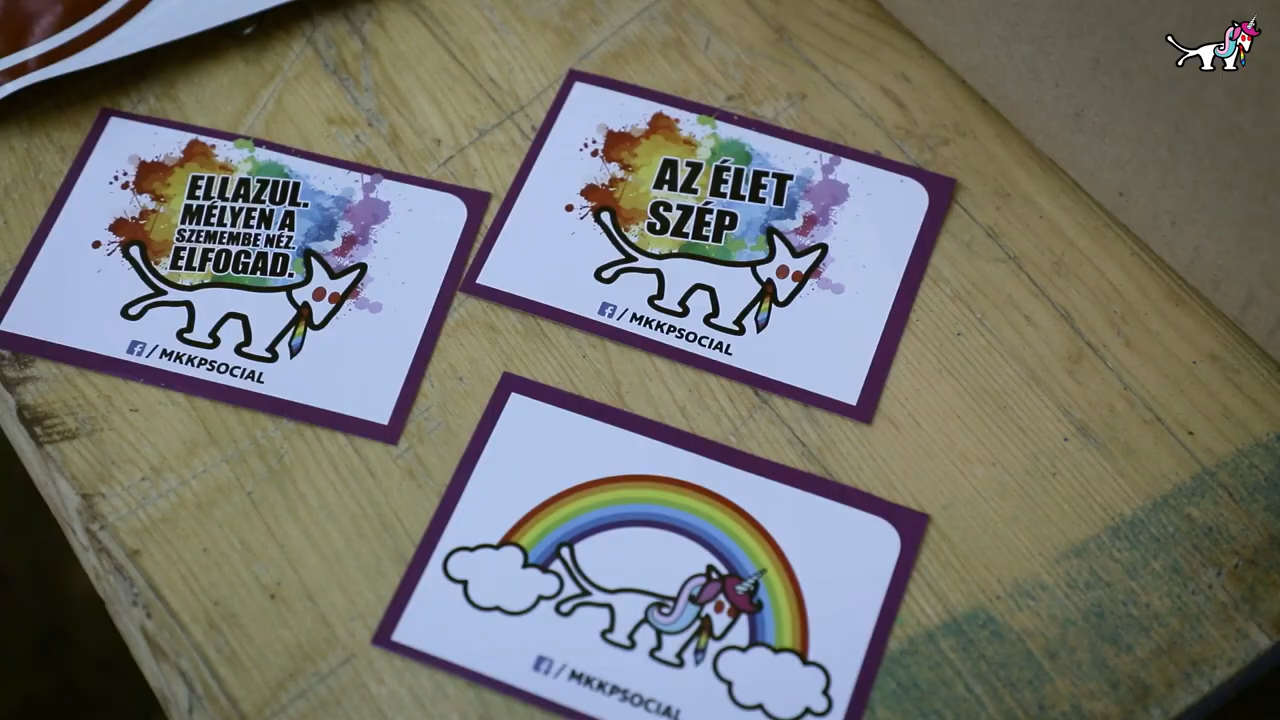 ELLAZUL.
MÉLYEN A
SZEMEMBE NÉZ.
ELFOGAD.
/ MKKPSOCIAL
AZ ÉLET
SZÉP
/ MKKPSOCIAL
/ MKKPSOCIAL